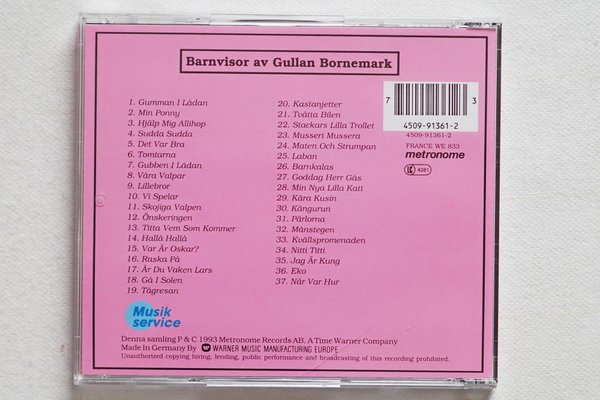 Barnvisor av Gullan Bornemark
1. Gumman I Lådan
2. Min Ponny
3. Hjälp Mig Allihop
4. Sudda Sudda
5. Det Var Bra
6. Tomtarna
7. Gubben I Lådan
8. Våra Valpar
9. Lillebror
10. Vi Spelar
11. Skojiga Valpen
12. Önskeringen
13. Titta Vem Som Kommer
14. Hallå Hallå
15. Var Är Oskar?
16. Raska På
17. Är Du Vaken Lars
18. Gå I Solen
19. Tågresan
20. Kastanjetter
21. Tvätta Bilen
22. Stackars Lilla Trollet
23. Musseri Mussera
24. Maten Och Strumpan
25. Laban
26. Barnkalas
27. Goddag Herr Gås
28. Min Nya Lilla Katt
29. Kära Kusin
30. Kängurun
31. Pärlorna
32. Månstegen
33. Kvällspromenaden
34. Nitti Titti
35. Jag Är Kung
36. Eko
37. När Var Hur
7 3
4509-91361-2
4509-91361-2
FRANCE WE 833
metronome
LC 4281
Musik
service
Denna samling P & C 1993 Metronome Records AB, A Time Warner Company
Made In Germany By WARNER MUSIC MANUFACTURING EUROPE.
Unauthorized copying hiring, lending, public performance and broadcasting of this recording prohibited.